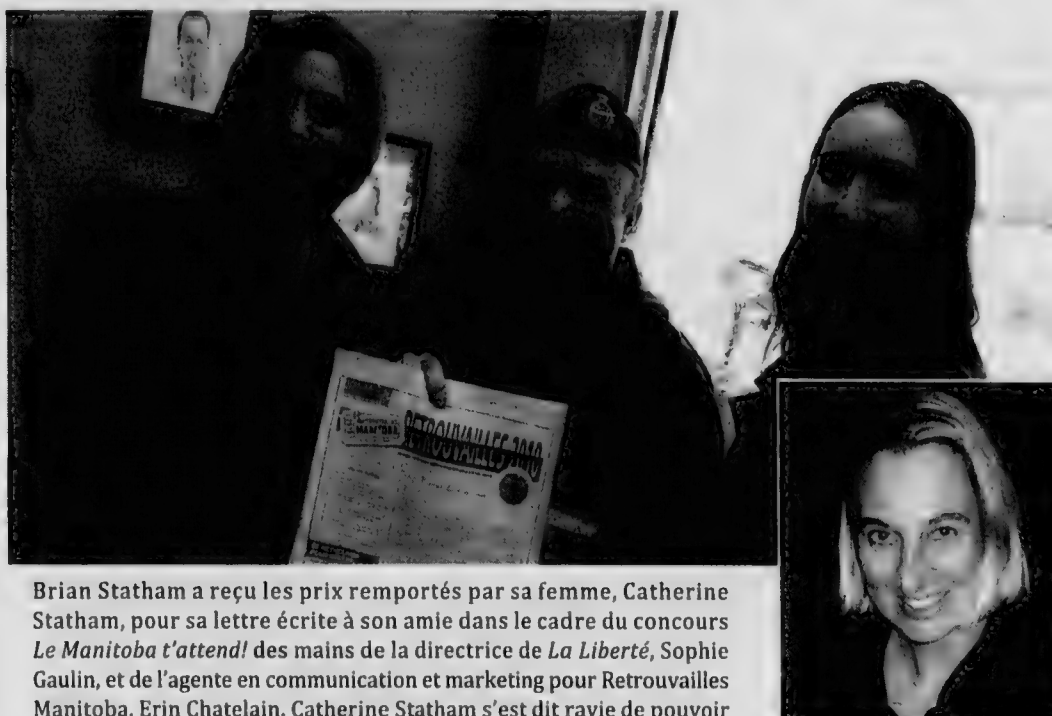 MANITOBA
RETROUVAILLES 2010
Brian Statham a reçu les prix remportés par sa femme, Catherine
Statham, pour sa lettre écrite à son amie dans le cadre du concours
Le Manitoba t'attend! des mains de la directrice de La Liberté, Sophie
Gaulin, et de l'agente en communication et marketing pour Retrouvailles
Manitoba, Erin Chatelain. Catherine Statham s'est dit ravie de pouvoir